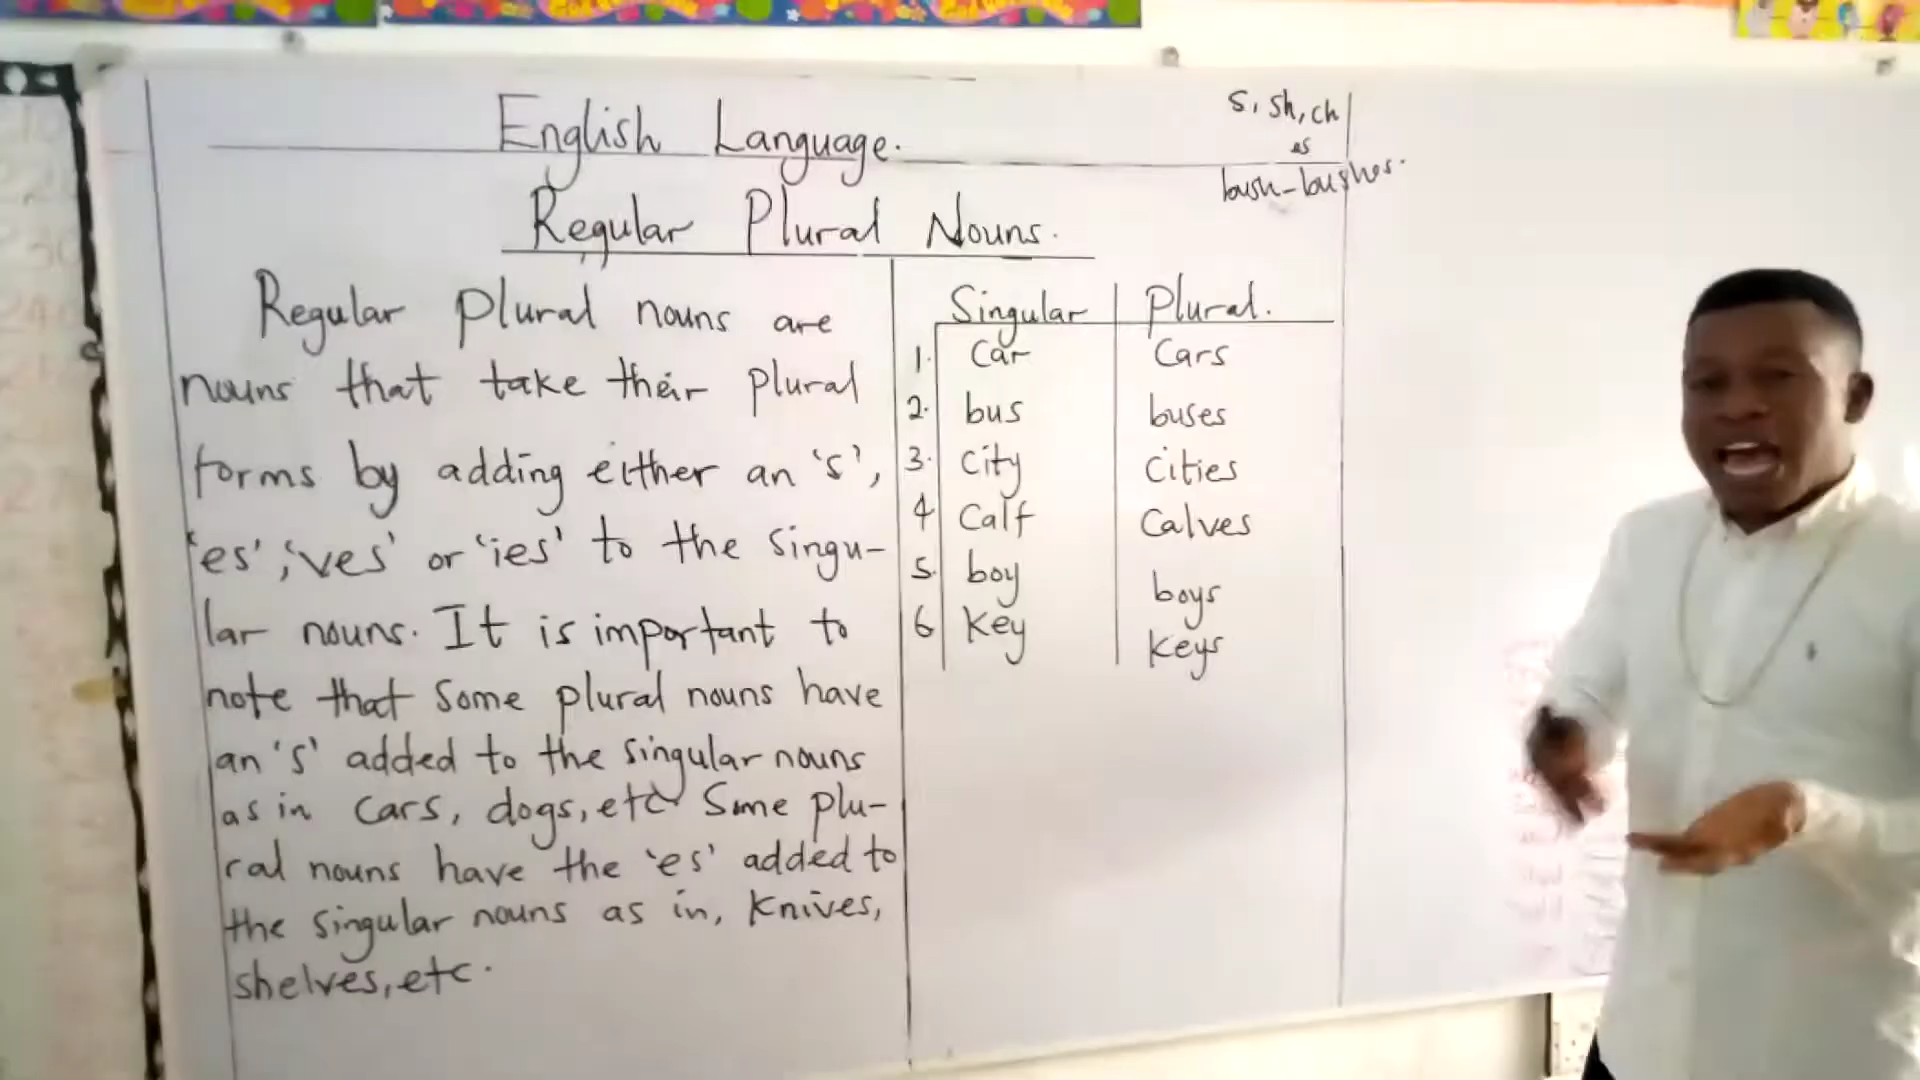 English Language.
s, sh, ch
es
bush-bushes.
Regular Plural Nouns.
Regular plural nouns are
nouns that take their plural
forms by adding either an 's',
'es', 'ves' or 'ies' to the singu-
lar nouns. It is important to
note that some plural nouns have
an 's' added to the singular nouns
as in cars, dogs, etc. Some plu-
ral nouns have the 'es' added to
the singular nouns as in, knives,
shelves, etc.
Singular Plural.
1. Car Cars
2. bus buses
3. City Cities
4 Calf Calves
5. boy boys
6 Key Keys